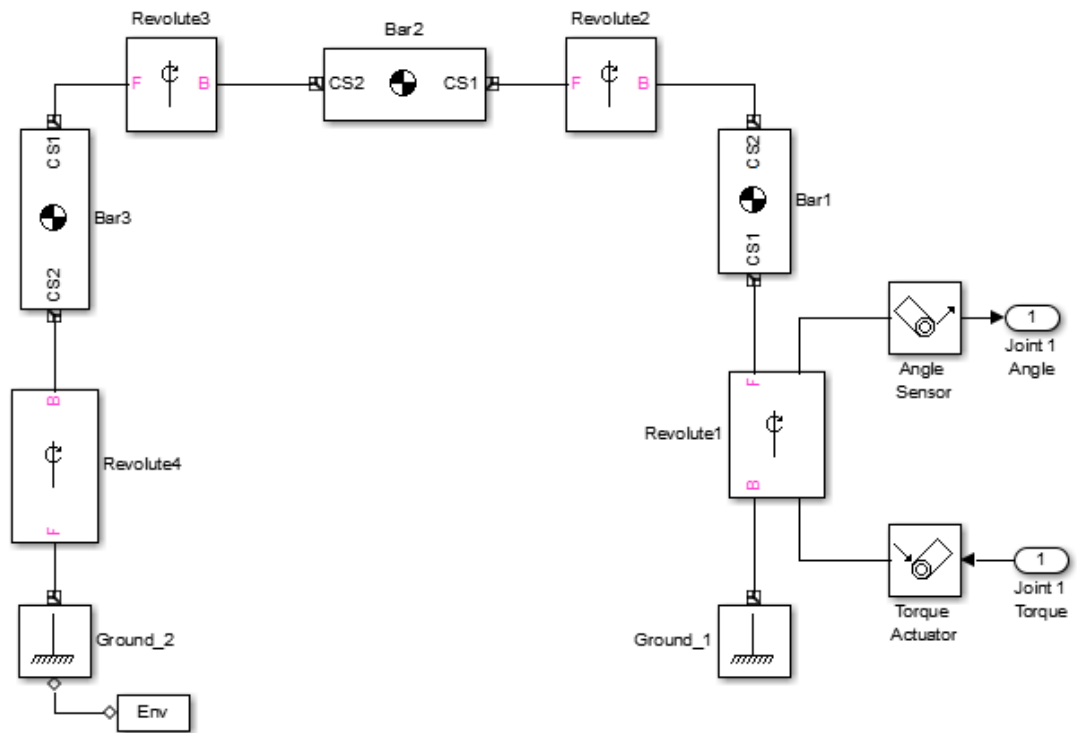 Revolute3
F
B
Bar2
CS2
CS1
Revolute2
F
B
CS1
CS2
Bar3
CS2
CS1
Bar1
B
F
Revolute4
F
B
Revolute1
Angle
Sensor
1
Joint 1
Angle
Torque
Actuator
1
Joint 1
Torque
Ground_2
Ground_1
Env